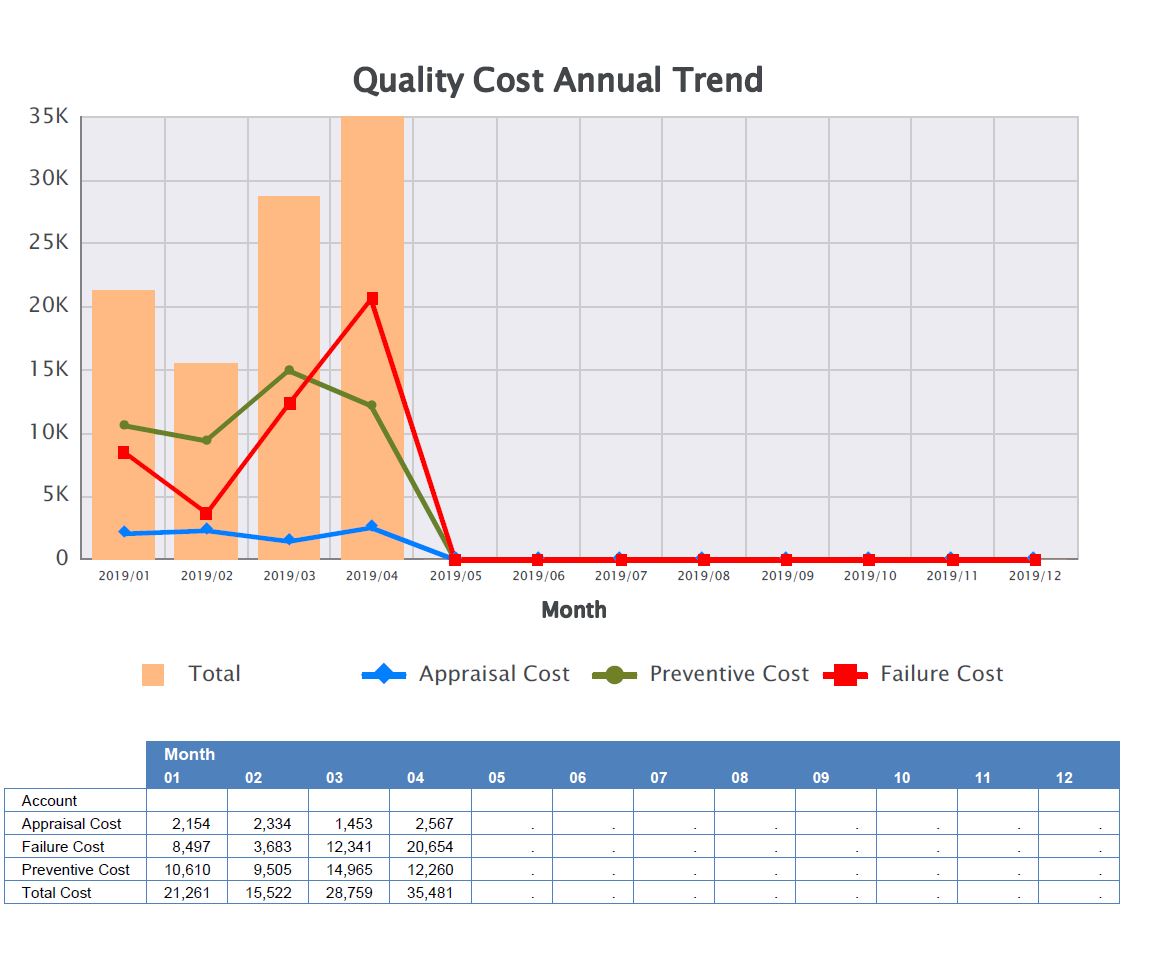 Quality Cost Annual Trend
35K
30K
25K
20K
15K
10K
5K
0
2019/01 2019/02 2019/03 2019/04 2019/05 2019/06 2019/07 2019/08 2019/09 2019/10 2019/11 2019/12
Month
Total Appraisal Cost Preventive Cost Failure Cost
Month
01 02 03 04 05 06 07 08 09 10 11 12
Account
Appraisal Cost 2,154 2,334 1,453 2,567 . . . . . . . .
Failure Cost 8,497 3,683 12,341 20,654 . . . . . . . .
Preventive Cost 10,610 9,505 14,965 12,260 . . . . . . . .
Total Cost 21,261 15,522 28,759 35,481 . . . . . . . .